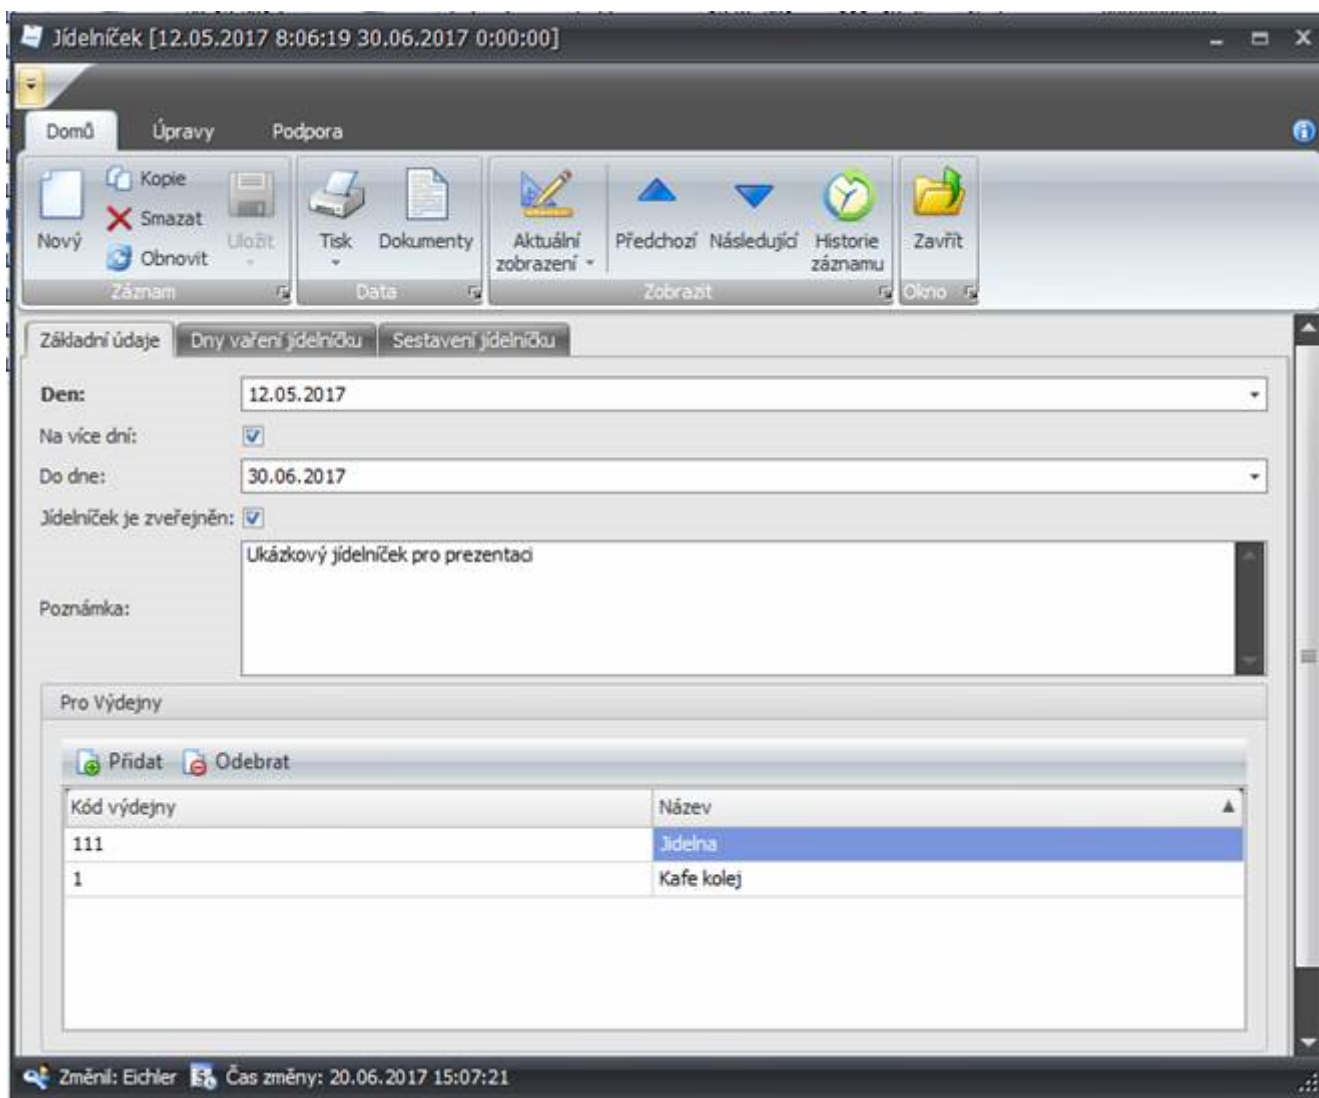 Jídelníček [12.05.2017 8:06:19 30.06.2017 0:00:00]
Domů Úpravy Podpora
Nový Kopie Smazat Obnovit Uložit Tisk Dokumenty Aktuální zobrazení Předchozí Následující Historie záznamu Zavřít
Záznam Data Zobrazit Okno
Základní údaje Dny vaření jídelníčku Sestavení jídelníčku
Den: 12.05.2017
Na více dní:
Do dne: 30.06.2017
Jídelníček je zveřejněn:
Poznámka: Ukázkový jídelníček pro prezentaci
Pro Výdejny
Přidat Odebrat
Kód výdejny Název
111 Jidelna
1 Kafe kolej
Změnil: Eichler Čas změny: 20.06.2017 15:07:21